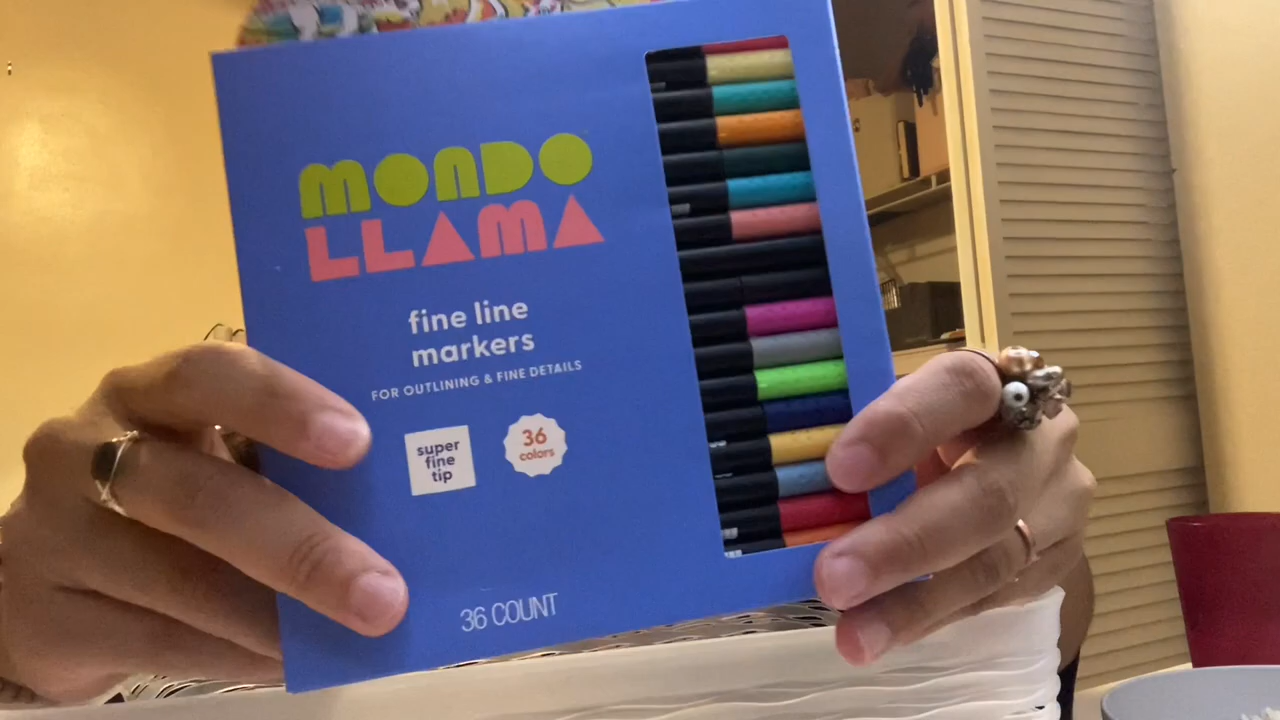 MONDO
LLAMA
fine line
markers
FOR OUTLINING & FINE DETAILS
super
fine
tip
36
colors
36 COUNT